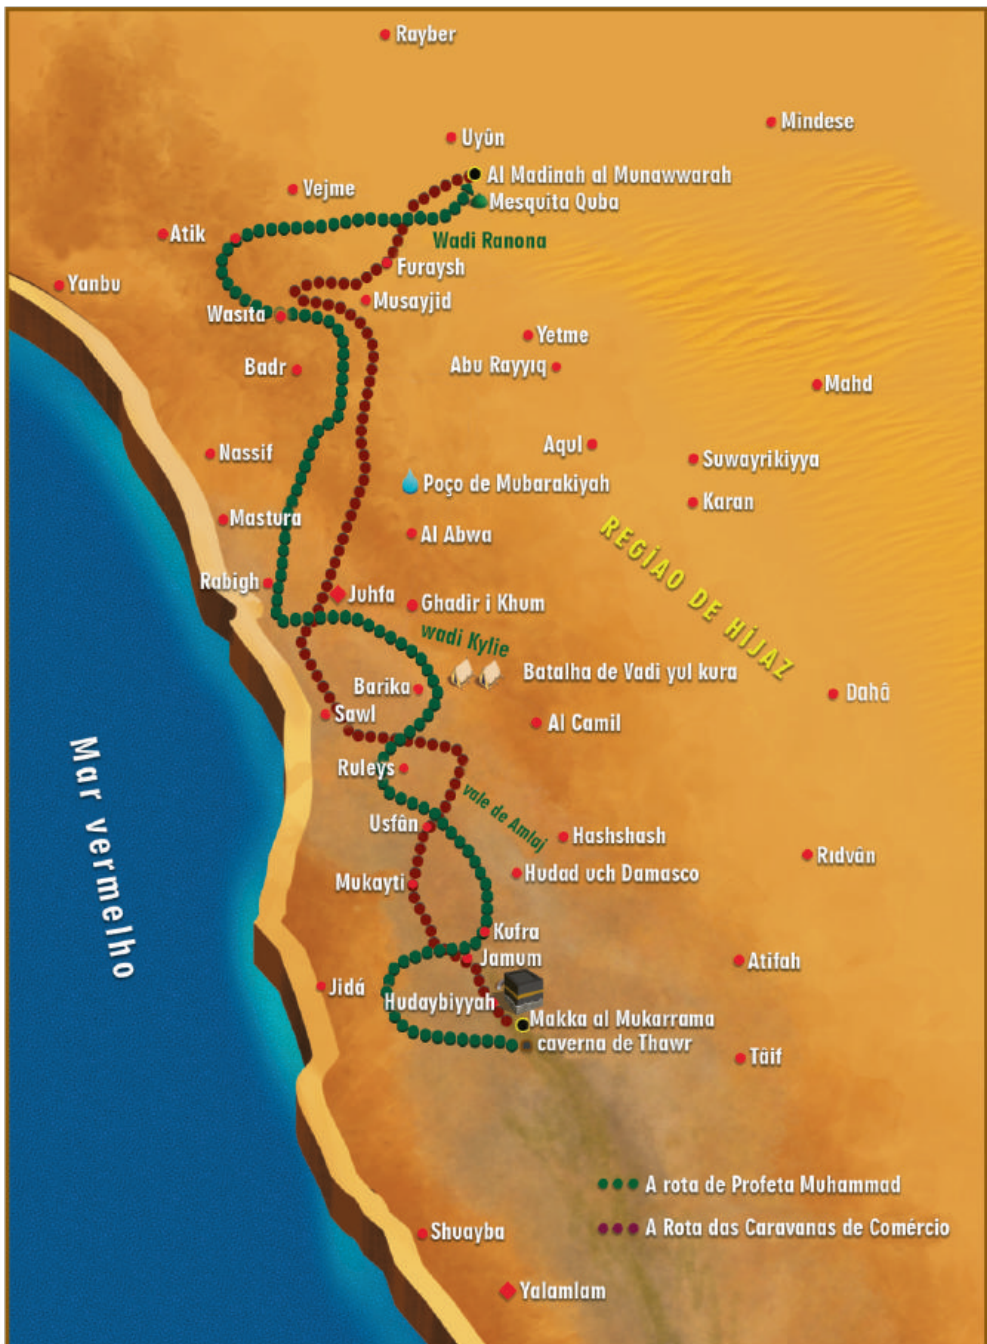 Rayber
Mindese
Uyûn
Al Madinah al Munawwarah
Vejme
Mesquita Quba
Atik
Wadi Ranona
Furaysh
Yanbu
Musayjid
Wasıta
Yetme
Badr
Abu Rayyıq
Mahd
Aqul
Nassif
Suwayrikiyya
Poço de Mubarakiyah
Karan
Mastura
Al Abwa
REGÍAO DE HÍJAZ
Rabigh
Juhfa
Ghadir i Khum
wadi Kylie
Batalha de Vadi yul kura
Barika
Dahâ
Sawl
Al Camil
Mar vermelho
Ruleys
vale de Amlaj
Usfân
Hashshash
Rıdvân
Mukayti
Hudad uch Damasco
Kufra
Jamum
Atifah
Jidá
Hudaybiyyah
Makka al Mukarrama
caverna de Thawr
Tâif
A rota de Profeta Muhammad
A Rota das Caravanas de Comércio
Shuayba
Yalamlam